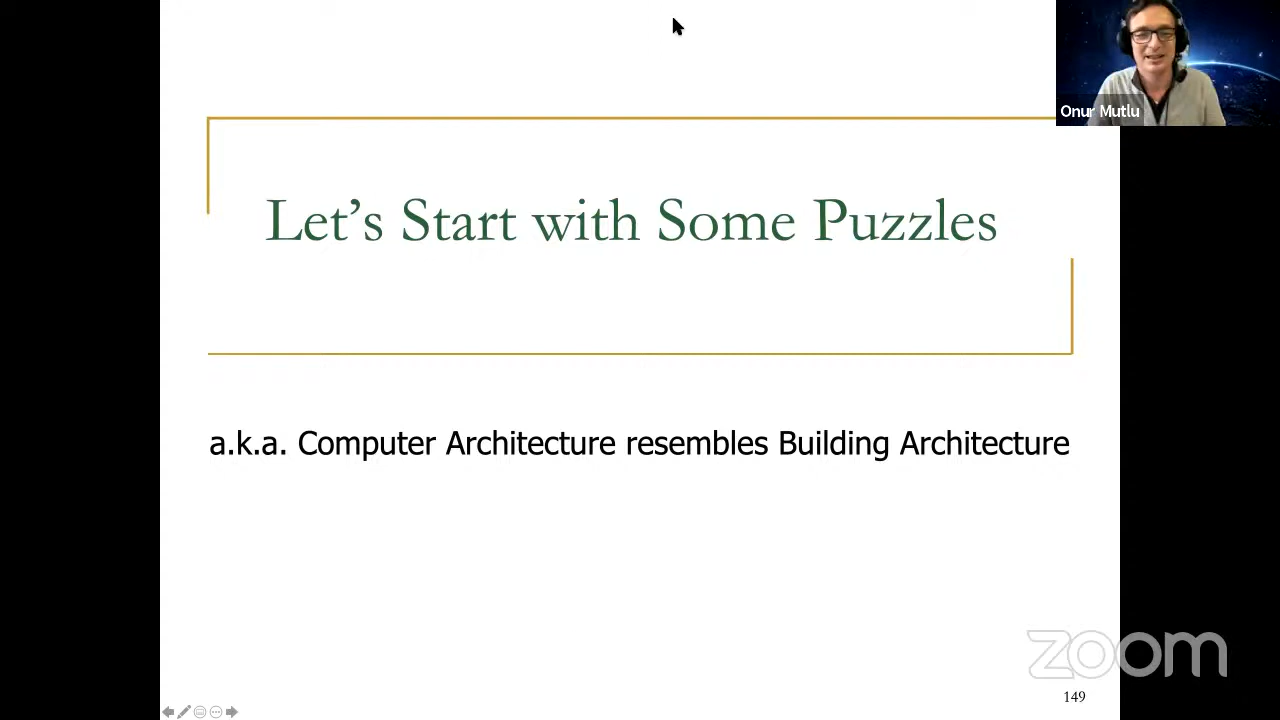 Onur Mutlu
Let’s Start with Some Puzzles
a.k.a. Computer Architecture resembles Building Architecture
zoom
149